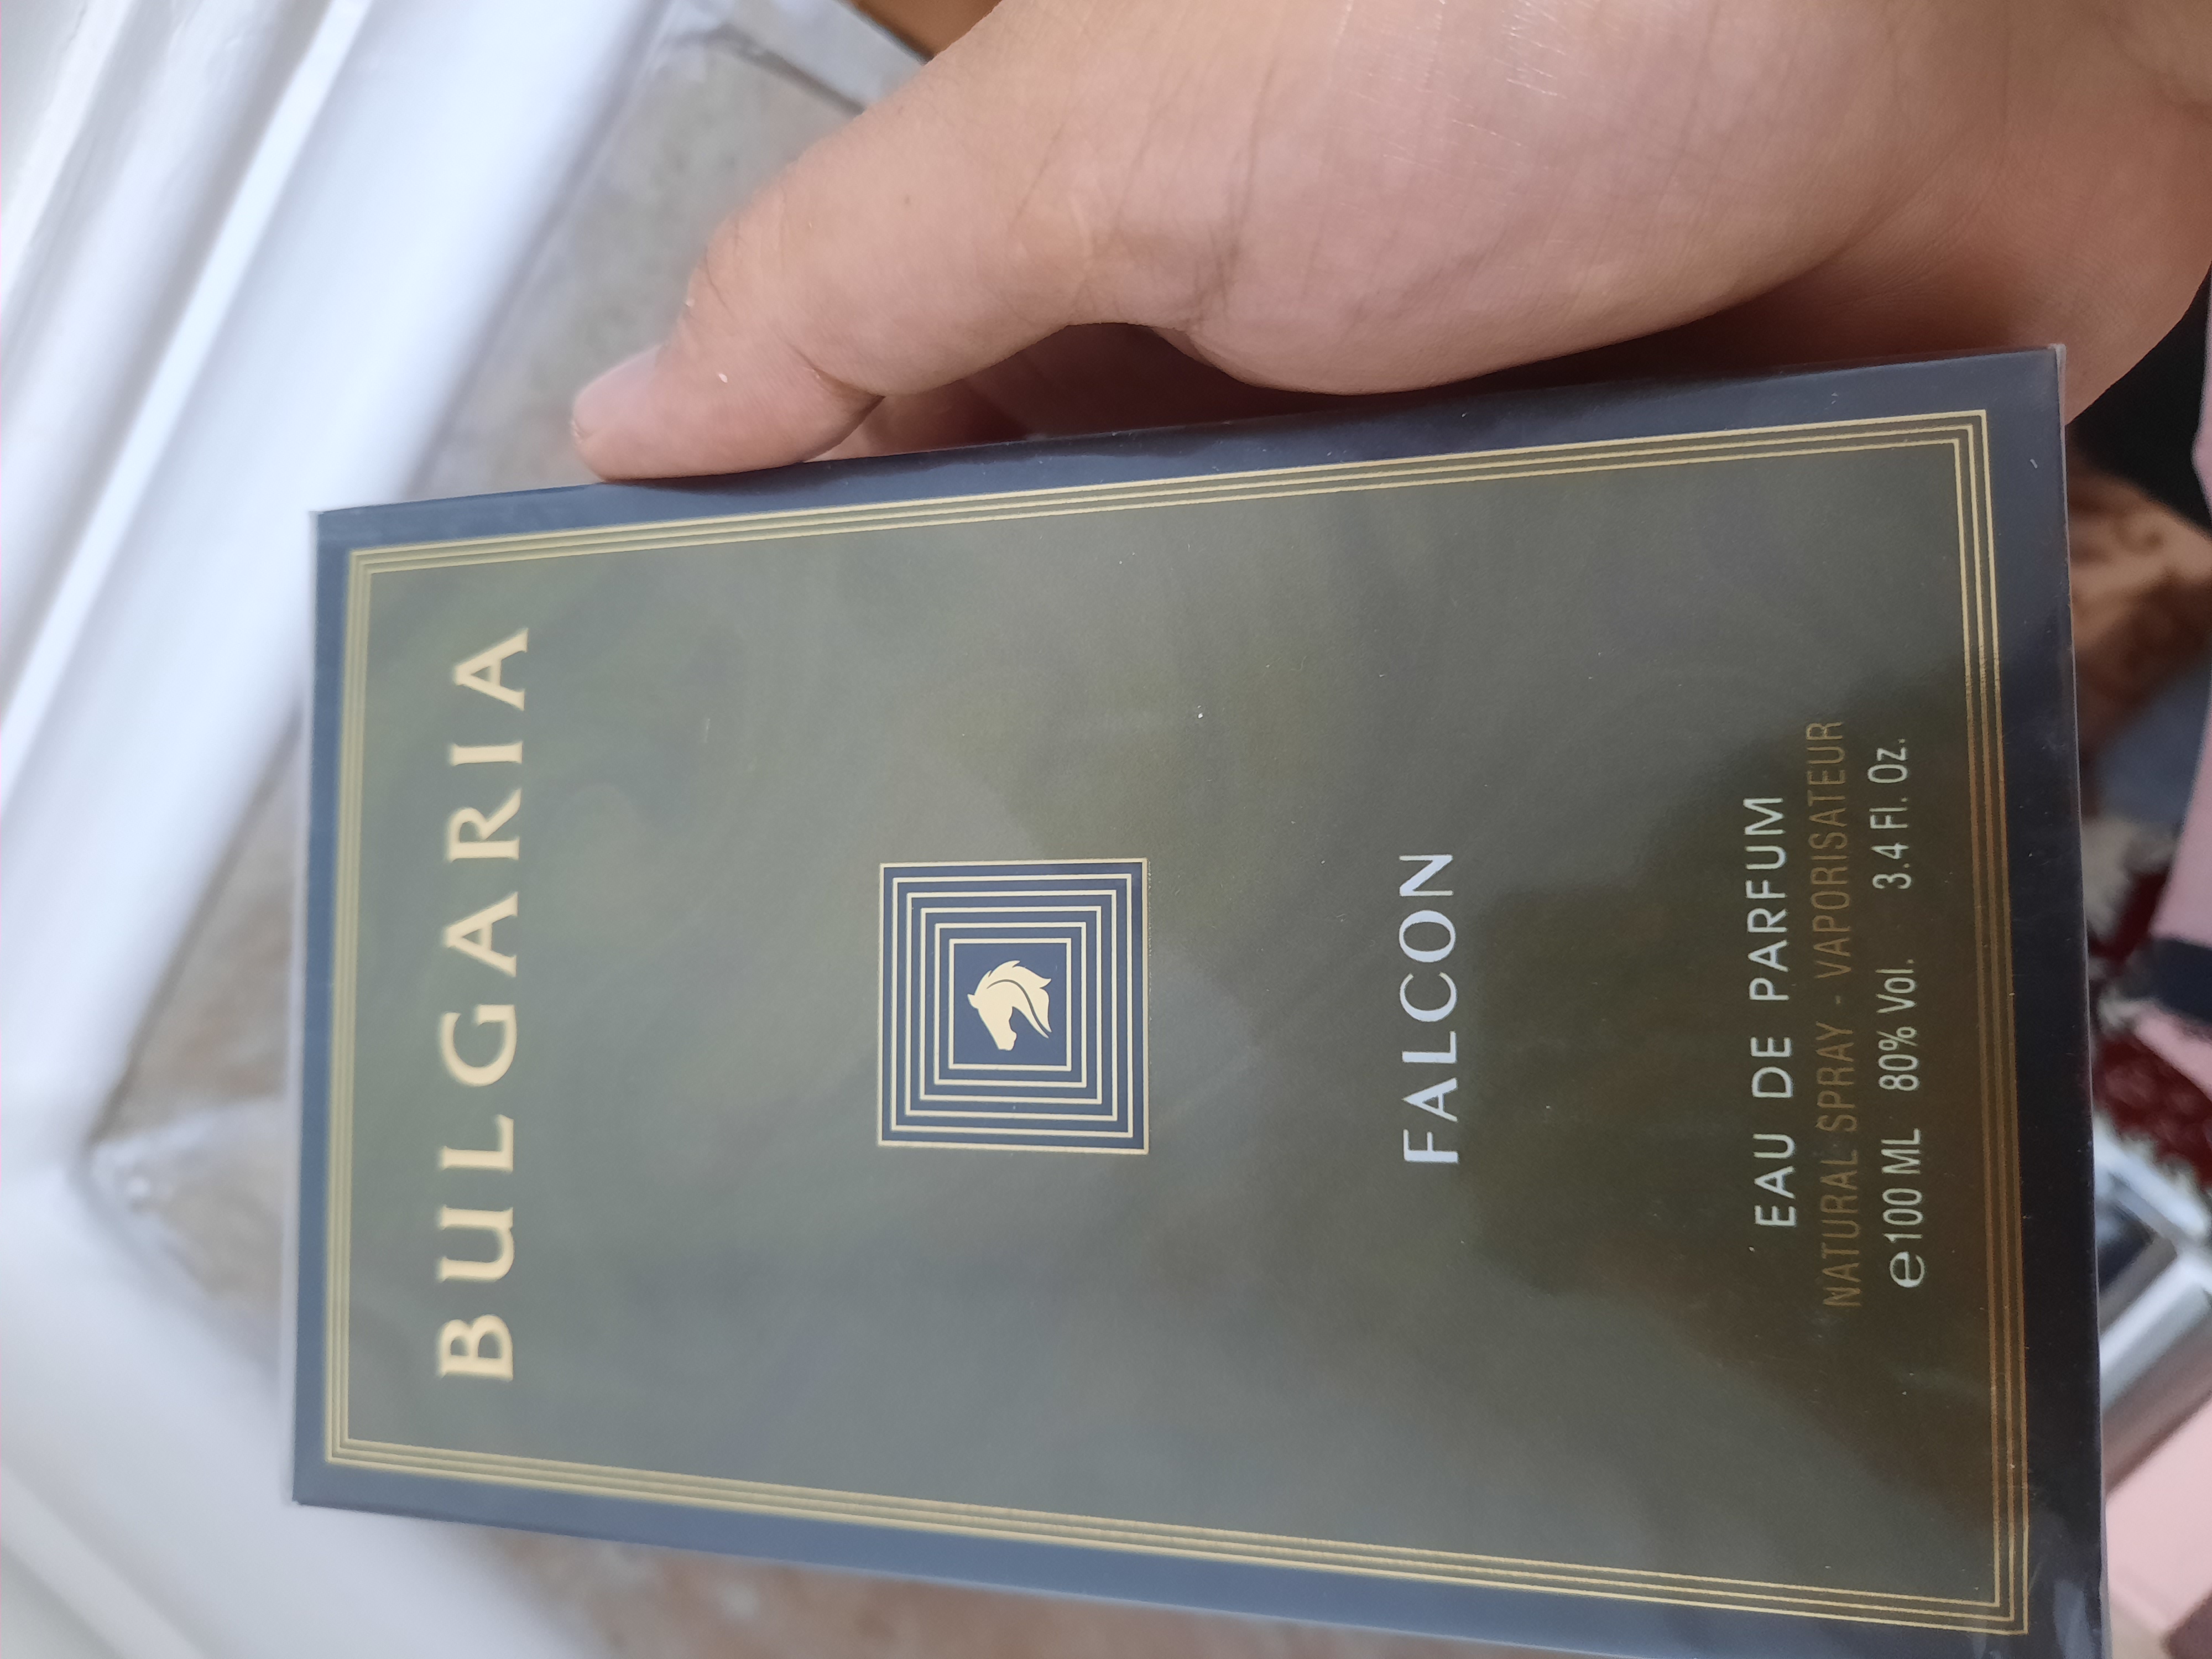 BULGARIA
FALCON
EAU DE PARFUM
NATURAL SPRAY - VAPORISATEUR
℮100 ML 80% Vol. 3.4 Fl. Oz.